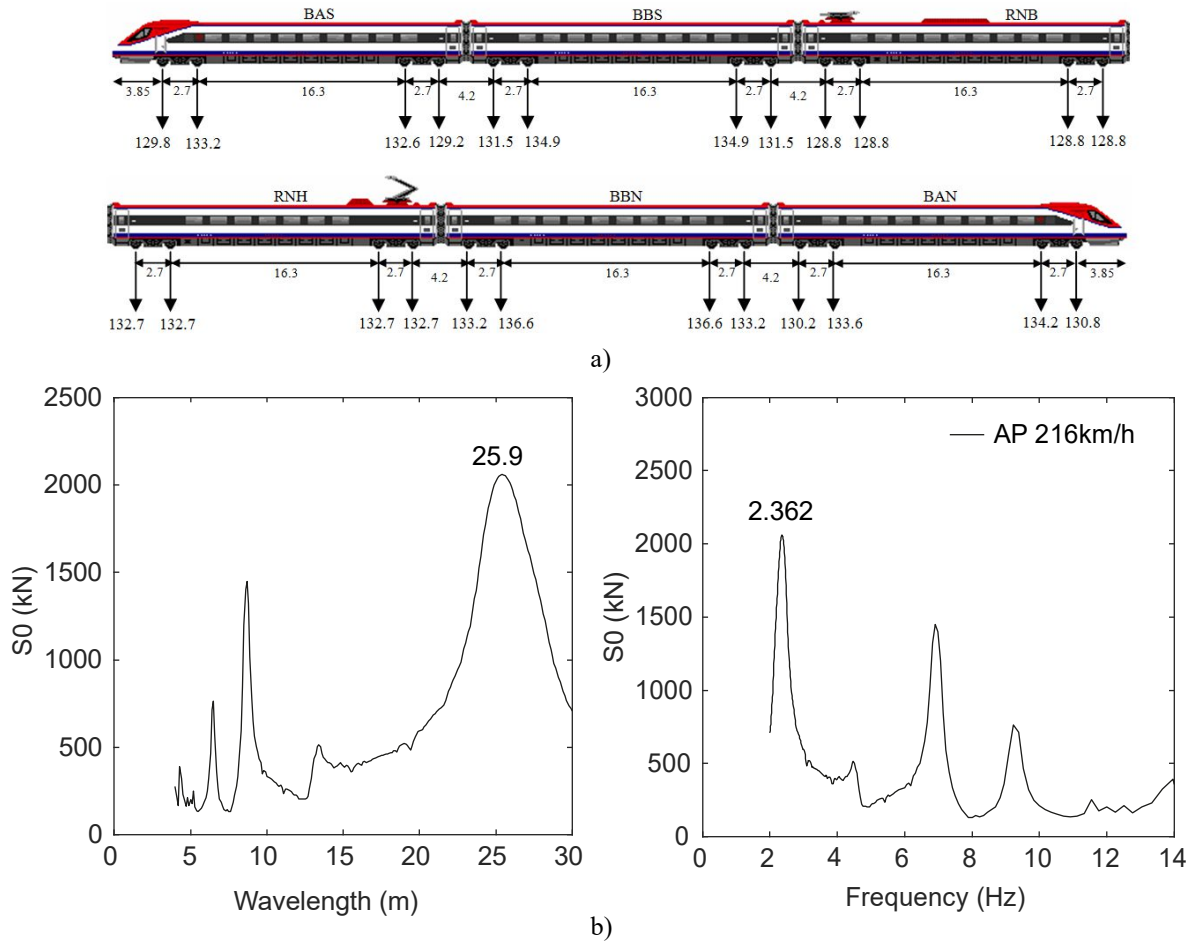 BAS BBS RNB
3.85 2.7 16.3 2.7 4.2 2.7 16.3 2.7 4.2 2.7 16.3 2.7
129.8 133.2 132.6 129.2 131.5 134.9 134.9 131.5 128.8 128.8 128.8 128.8
RNH BBN BAN
2.7 16.3 2.7 4.2 2.7 16.3 2.7 4.2 2.7 16.3 2.7 3.85
132.7 132.7 132.7 132.7 133.2 136.6 136.6 133.2 130.2 133.6 134.2 130.8
a)
2500
2000
1500
1000
500
0
S0 (kN)
25.9
0 5 10 15 20 25 30
Wavelength (m)
3000
2500
2000
1500
1000
500
0
S0 (kN)
AP 216km/h
2.362
0 2 4 6 8 10 12 14
Frequency (Hz)
b)